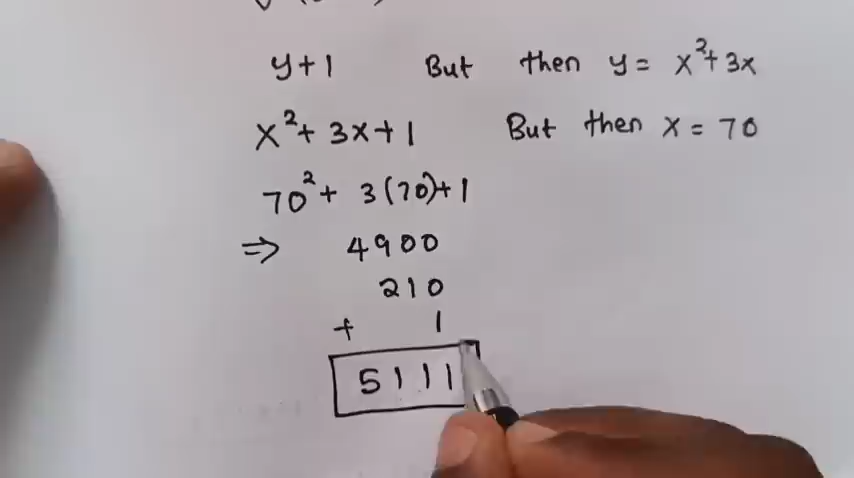 y+1 But then y= x²+3x
x²+ 3x+1 But then x = 70
70²+ 3(70)+1
⇒ 4900
210
+ 1
5111